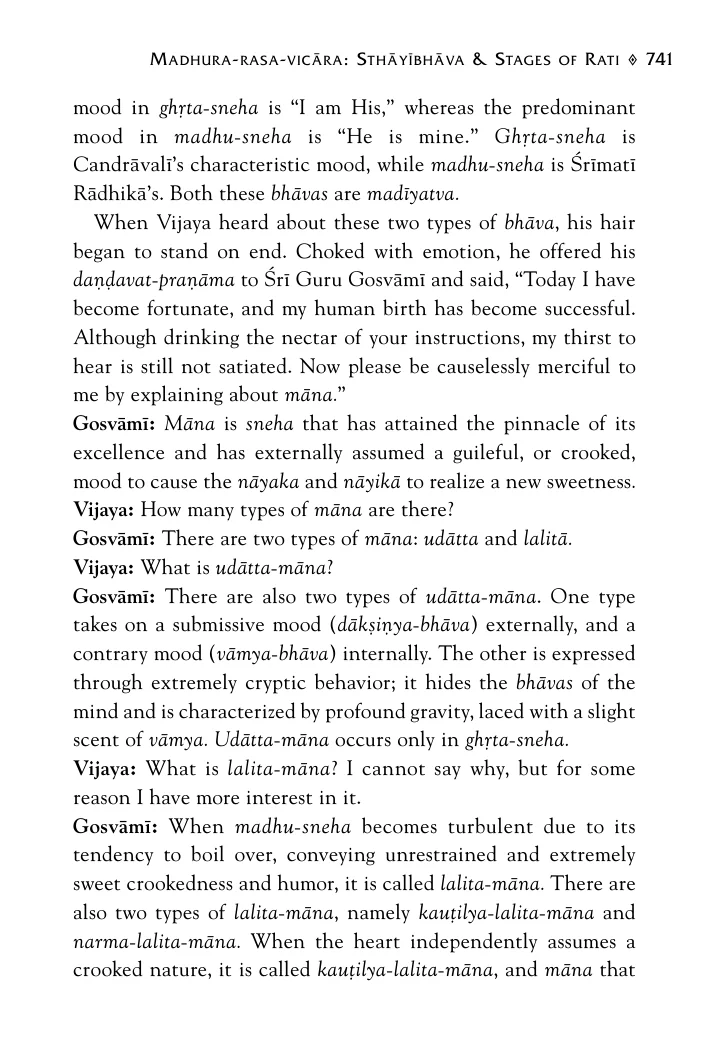 MADHURA-RASA-VICĀRA: STHĀYĪBHĀVA & STAGES OF RATI ◈ 741
mood in ghṛta-sneha is “I am His,” whereas the predominant
mood in madhu-sneha is “He is mine.” Ghṛta-sneha is
Candrāvalī’s characteristic mood, while madhu-sneha is Śrīmatī
Rādhikā’s. Both these bhāvas are madīyatva.
When Vijaya heard about these two types of bhāva, his hair
began to stand on end. Choked with emotion, he offered his
daṇḍavat-praṇāma to Śrī Guru Gosvāmī and said, “Today I have
become fortunate, and my human birth has become successful.
Although drinking the nectar of your instructions, my thirst to
hear is still not satiated. Now please be causelessly merciful to
me by explaining about māna.”
Gosvāmī: Māna is sneha that has attained the pinnacle of its
excellence and has externally assumed a guileful, or crooked,
mood to cause the nāyaka and nāyikā to realize a new sweetness.
Vijaya: How many types of māna are there?
Gosvāmī: There are two types of māna: udātta and lalitā.
Vijaya: What is udātta-māna?
Gosvāmī: There are also two types of udātta-māna. One type
takes on a submissive mood (dākṣiṇya-bhāva) externally, and a
contrary mood (vāmya-bhāva) internally. The other is expressed
through extremely cryptic behavior; it hides the bhāvas of the
mind and is characterized by profound gravity, laced with a slight
scent of vāmya. Udātta-māna occurs only in ghṛta-sneha.
Vijaya: What is lalita-māna? I cannot say why, but for some
reason I have more interest in it.
Gosvāmī: When madhu-sneha becomes turbulent due to its
tendency to boil over, conveying unrestrained and extremely
sweet crookedness and humor, it is called lalita-māna. There are
also two types of lalita-māna, namely kauṭilya-lalita-māna and
narma-lalita-māna. When the heart independently assumes a
crooked nature, it is called kauṭilya-lalita-māna, and māna that